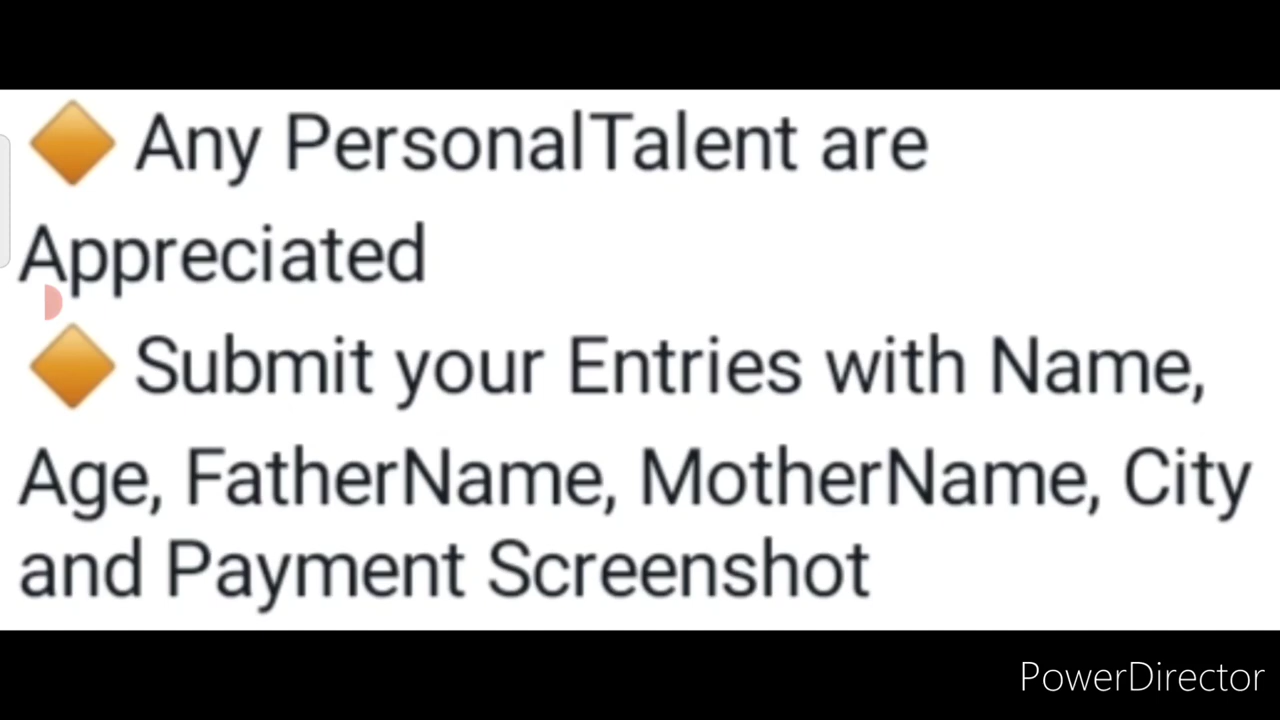 🔶 Any PersonalTalent are
Appreciated
🔶 Submit your Entries with Name,
Age, FatherName, MotherName, City
and Payment Screenshot
PowerDirector